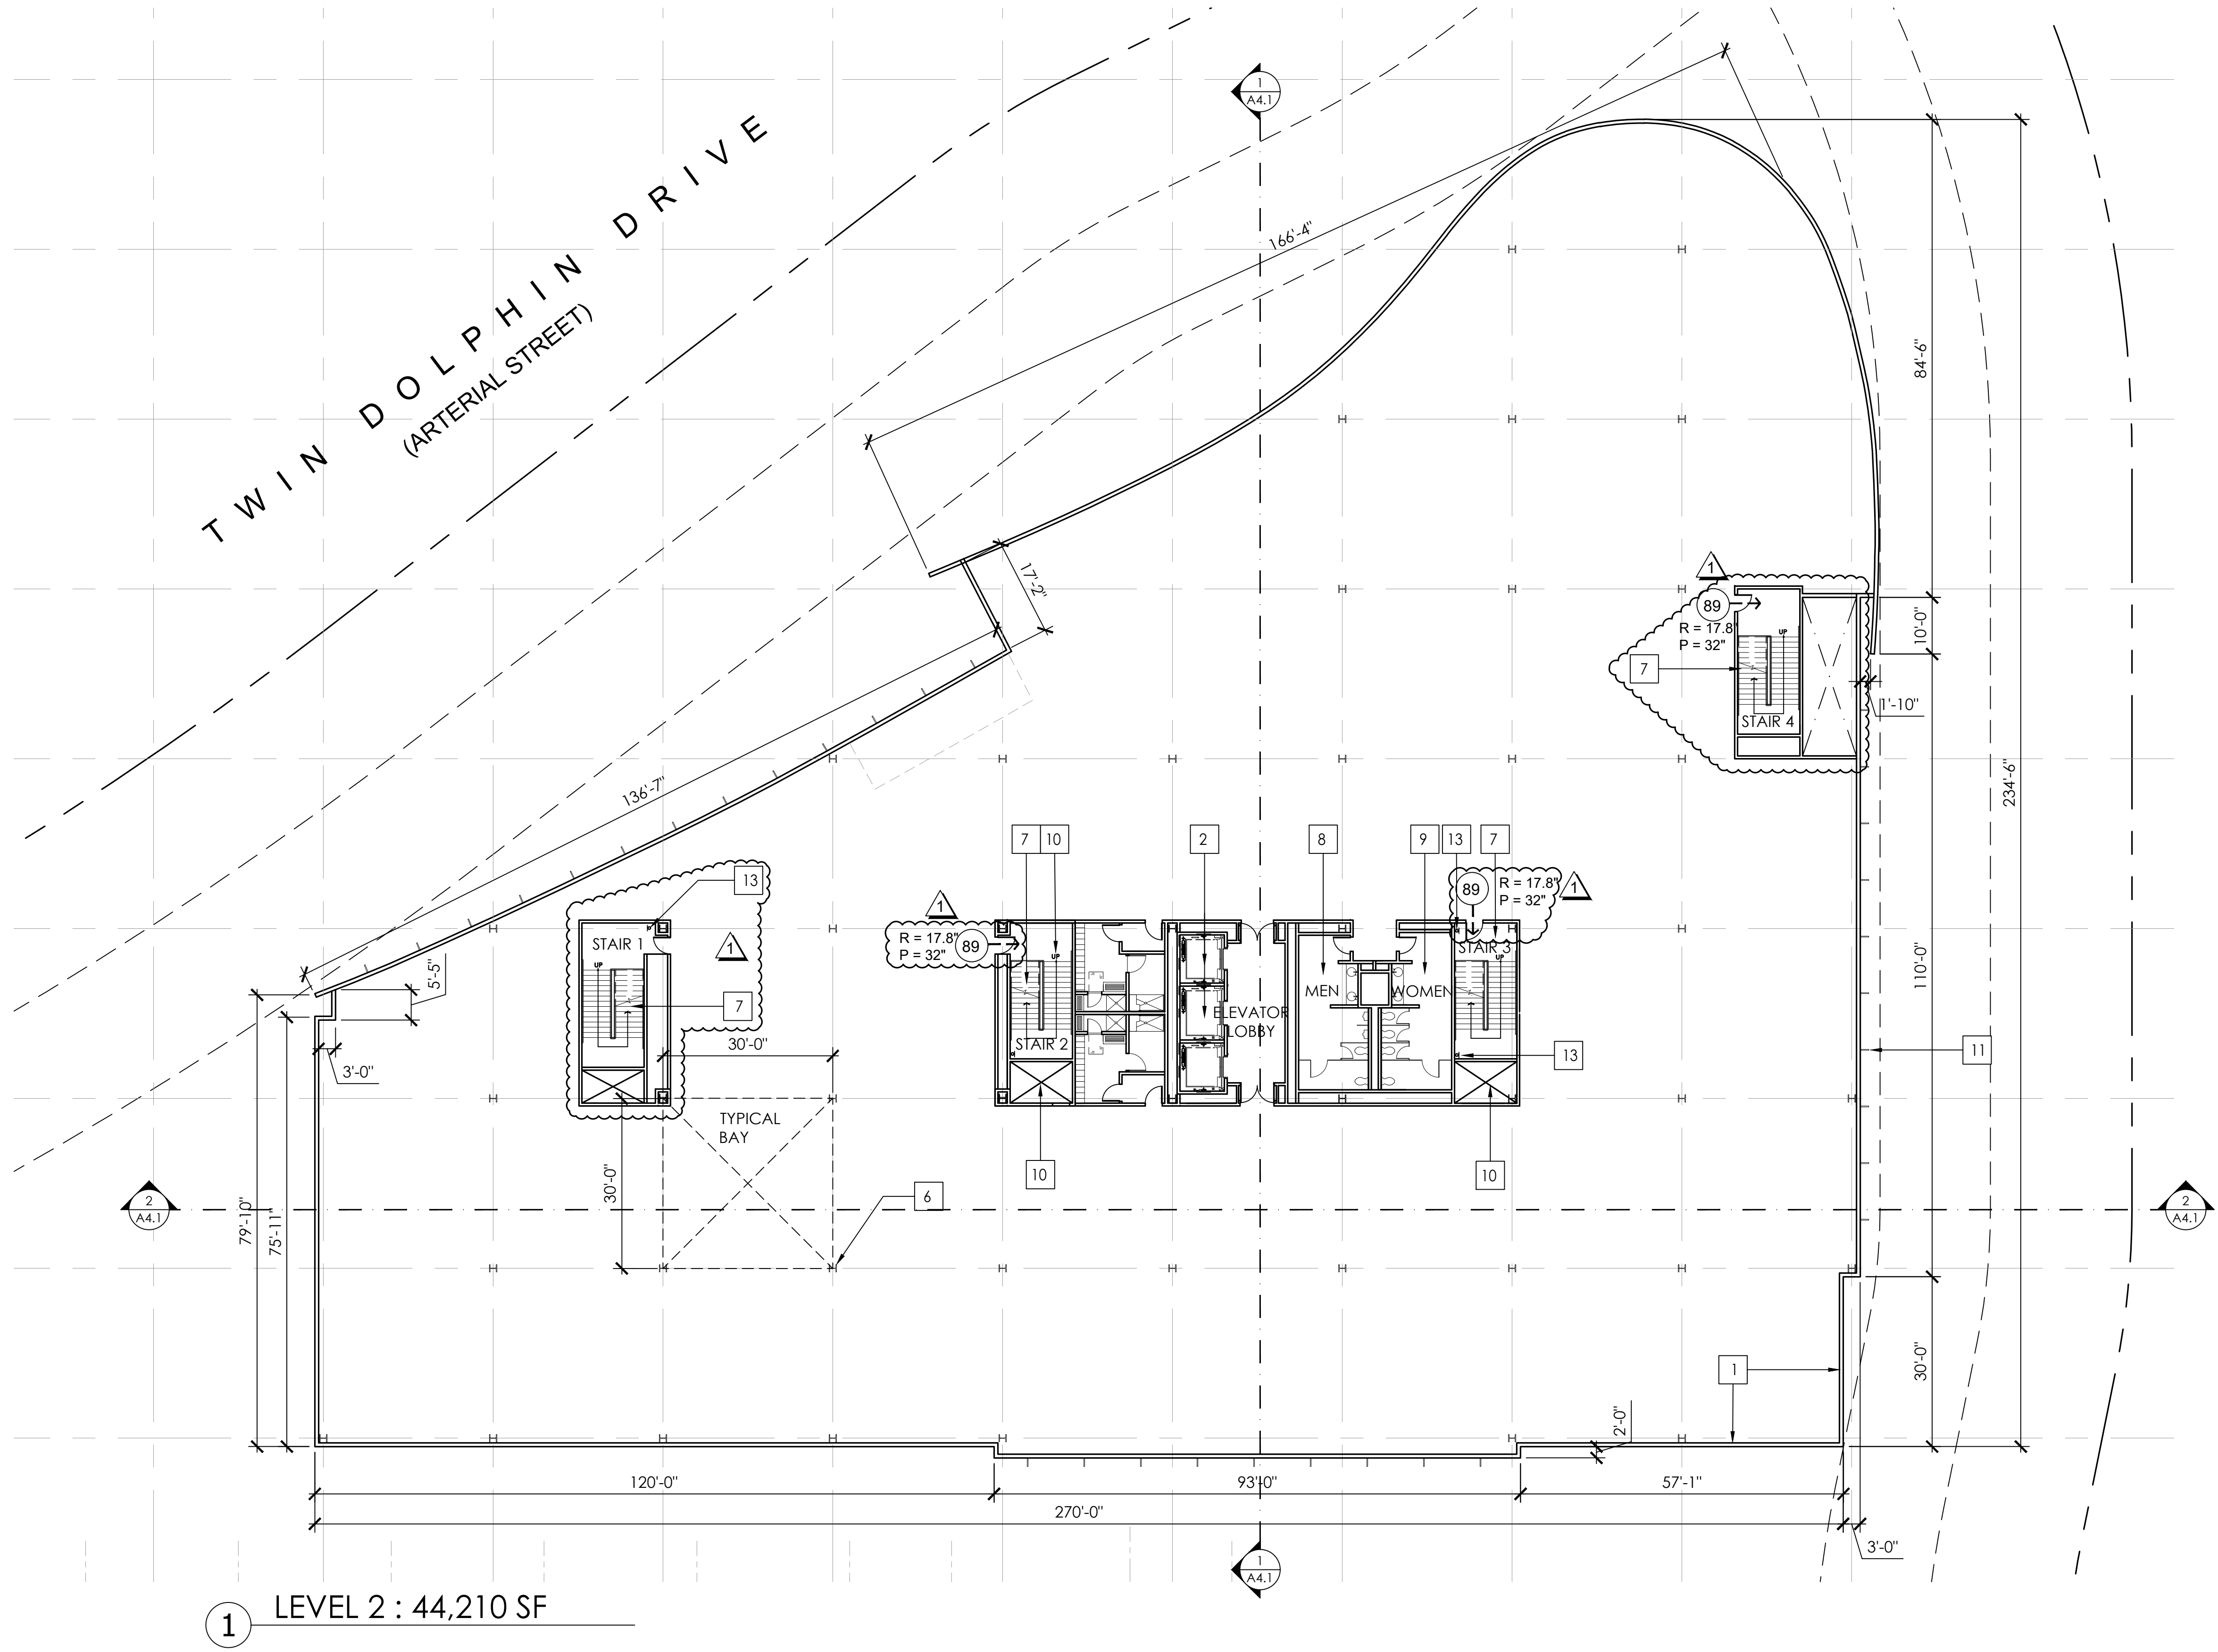 TWIN DOLPHIN DRIVE
(ARTERIAL STREET)
1
A4.1
166'-4"
84'-6"
17'-2"
1
89
R = 17.8"
P = 32"
UP
7
STAIR 4
10'-0"
1'-10"
234'-6"
136'-7"
7
10
2
8
9
13
7
13
1
89
R = 17.8"
P = 32"
1
R = 17.8"
P = 32"
89
STAIR 1
UP
1
7
UP
STAIR 3
UP
MEN
WOMEN
ELEVATOR
LOBBY
STAIR 2
5'-5"
110'-0"
30'-0"
3'-0"
13
11
TYPICAL
BAY
10
10
30'-0"
6
2
A4.1
2
A4.1
79'-10"
75'-11"
1
30'-0"
2'-0"
120'-0"
93'-0"
57'-1"
270'-0"
3'-0"
1
A4.1
1
LEVEL 2 : 44,210 SF